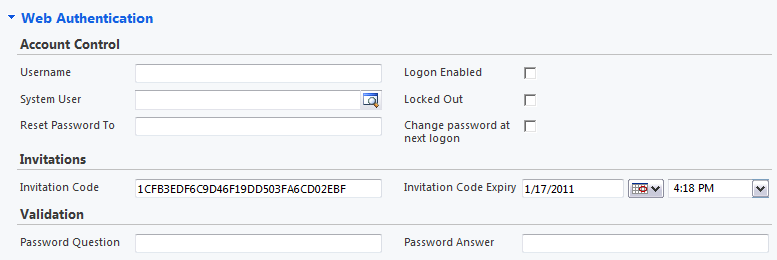 Web Authentication
Account Control
Username Logon Enabled
System User Locked Out
Reset Password To Change password at
next logon
Invitations
Invitation Code 1CFB3EDF6C9D46F19DD503FA6CD02EBF Invitation Code Expiry 1/17/2011 4:18 PM
Validation
Password Question Password Answer